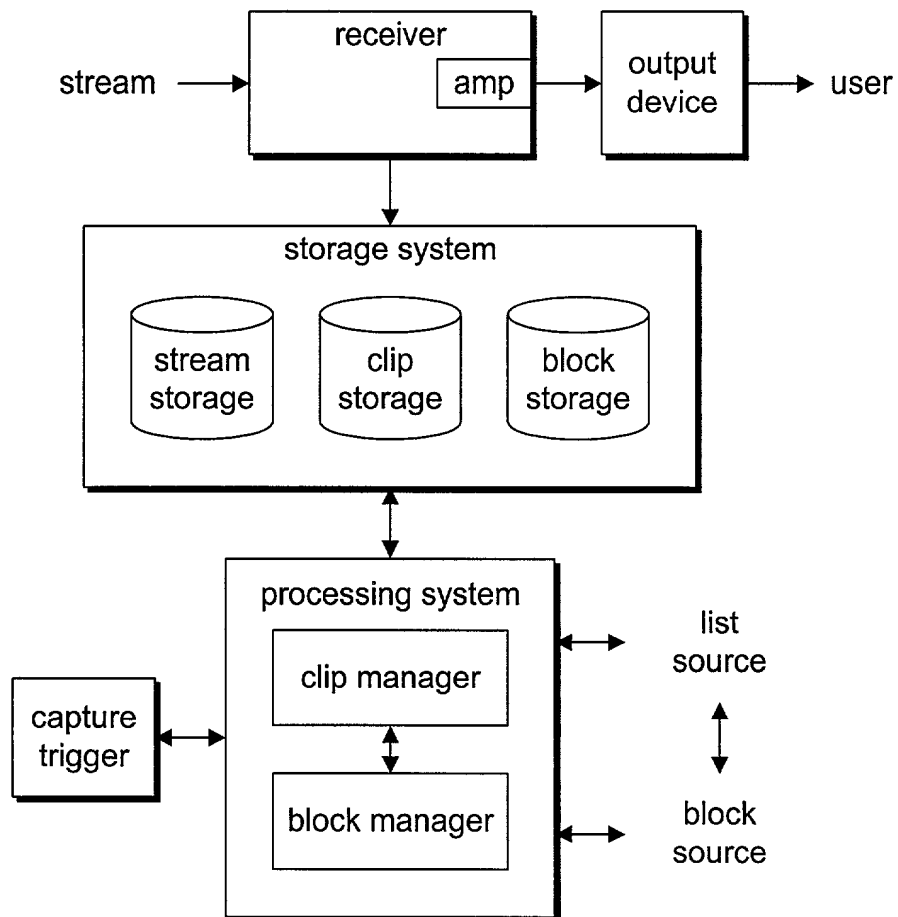 receiver
stream
amp
output
device
user
storage system
stream
storage
clip
storage
block
storage
processing system
clip manager
list
source
capture
trigger
block manager
block
source